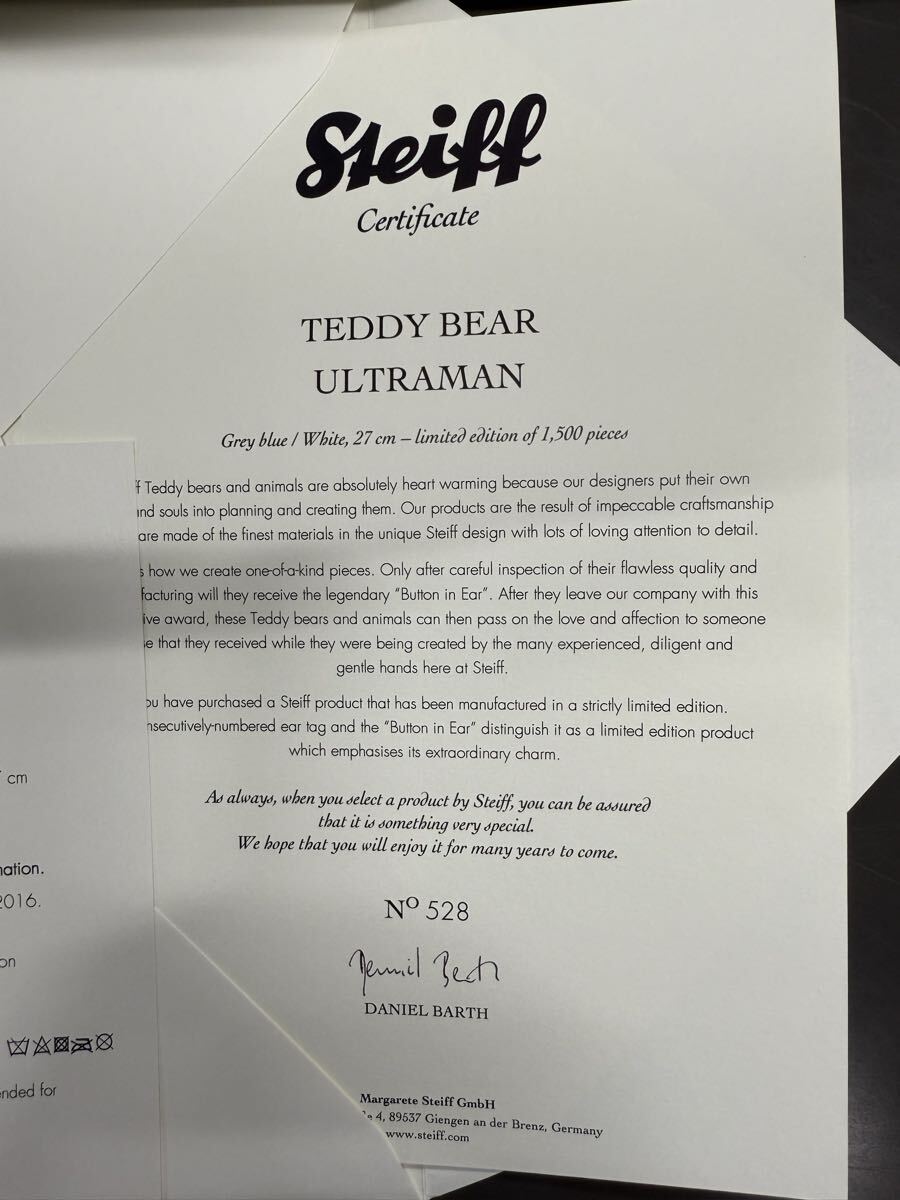 Steiff
Certificate
TEDDY BEAR
ULTRAMAN
Grey blue / White, 27 cm – limited edition of 1,500 pieces
f Teddy bears and animals are absolutely heart warming because our designers put their own
nd souls into planning and creating them. Our products are the result of impeccable craftsmanship
are made of the finest materials in the unique Steiff design with lots of loving attention to detail.
s how we create one-of-a-kind pieces. Only after careful inspection of their flawless quality and
facturing will they receive the legendary "Button in Ear". After they leave our company with this
ive award, these Teddy bears and animals can then pass on the love and affection to someone
e that they received while they were being created by the many experienced, diligent and
gentle hands here at Steiff.
ou have purchased a Steiff product that has been manufactured in a strictly limited edition.
nsecutively-numbered ear tag and the "Button in Ear" distinguish it as a limited edition product
which emphasises its extraordinary charm.
As always, when you select a product by Steiff, you can be assured
that it is something very special.
We hope that you will enjoy it for many years to come.
Nº 528
DANIEL BARTH
Margarete Steiff GmbH
e 4, 89537 Giengen an der Brenz, Germany
www.steiff.com
cm
ation.
2016.
on
nded for